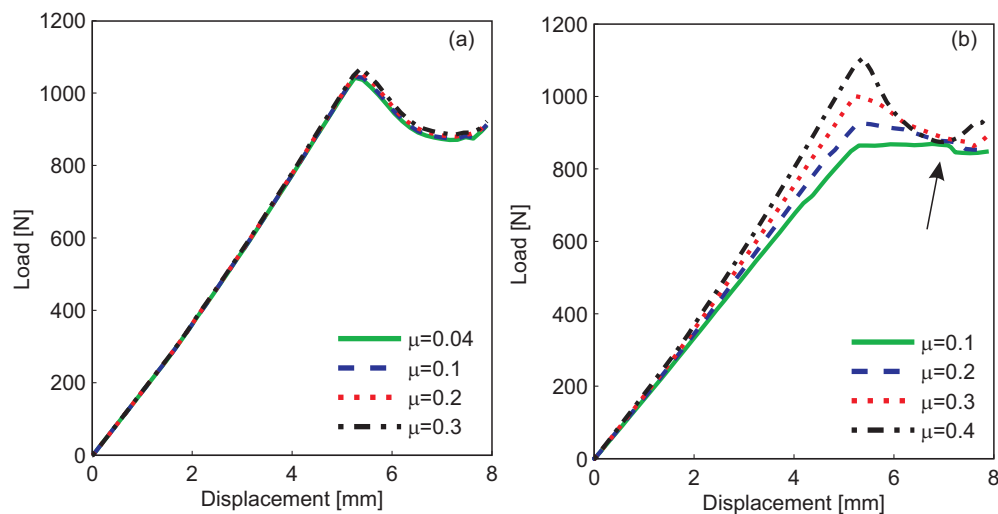 1200
(a)
1000
800
600
400
200
0
Load [N]
μ=0.04
μ=0.1
μ=0.2
μ=0.3
0 2 4 6 8
Displacement [mm]
1200
(b)
1000
800
600
400
200
0
Load [N]
μ=0.1
μ=0.2
μ=0.3
μ=0.4
0 2 4 6 8
Displacement [mm]